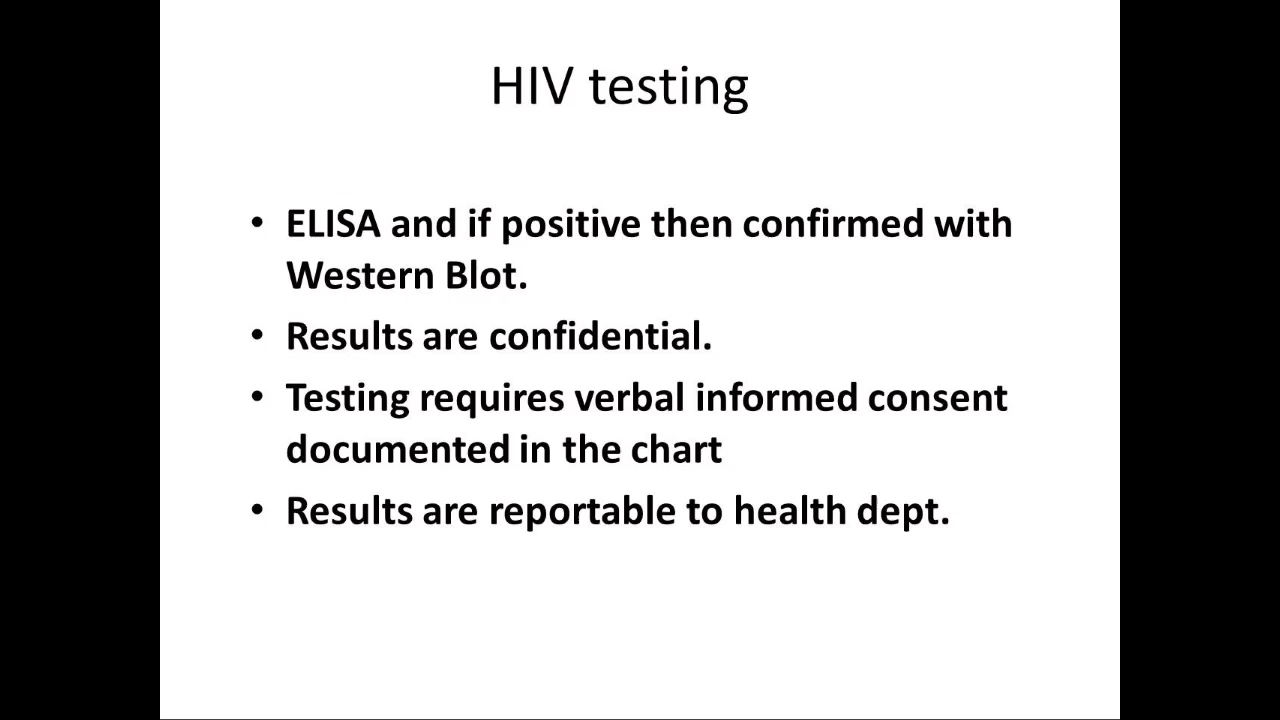 HIV testing
• ELISA and if positive then confirmed with
Western Blot.
• Results are confidential.
• Testing requires verbal informed consent
documented in the chart
• Results are reportable to health dept.